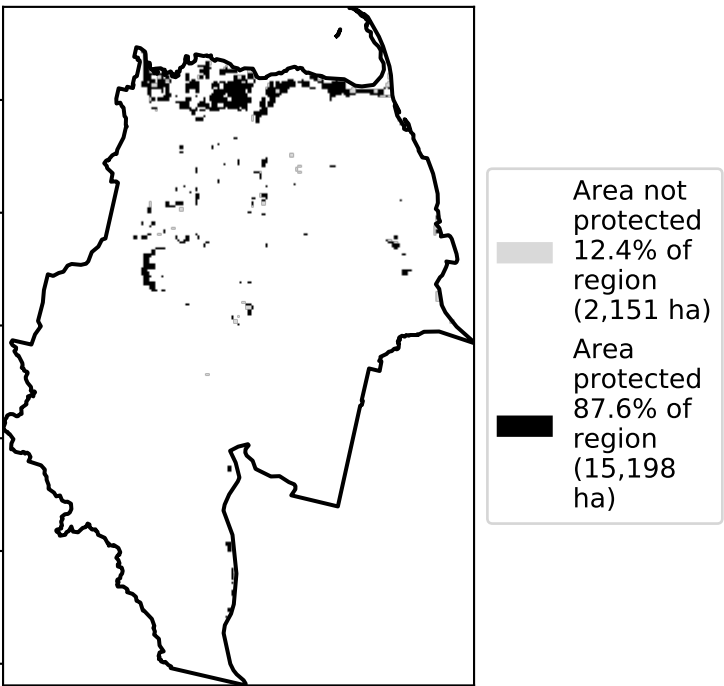 Area not
protected
12.4% of
region
(2,151 ha)
Area
protected
87.6% of
region
(15,198
ha)